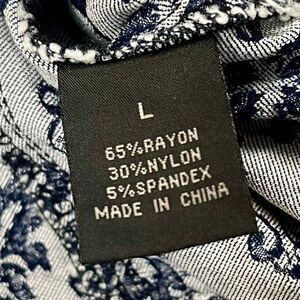 L
65%RAYON
30%NYLON
5%SPANDEX
MADE IN CHINA